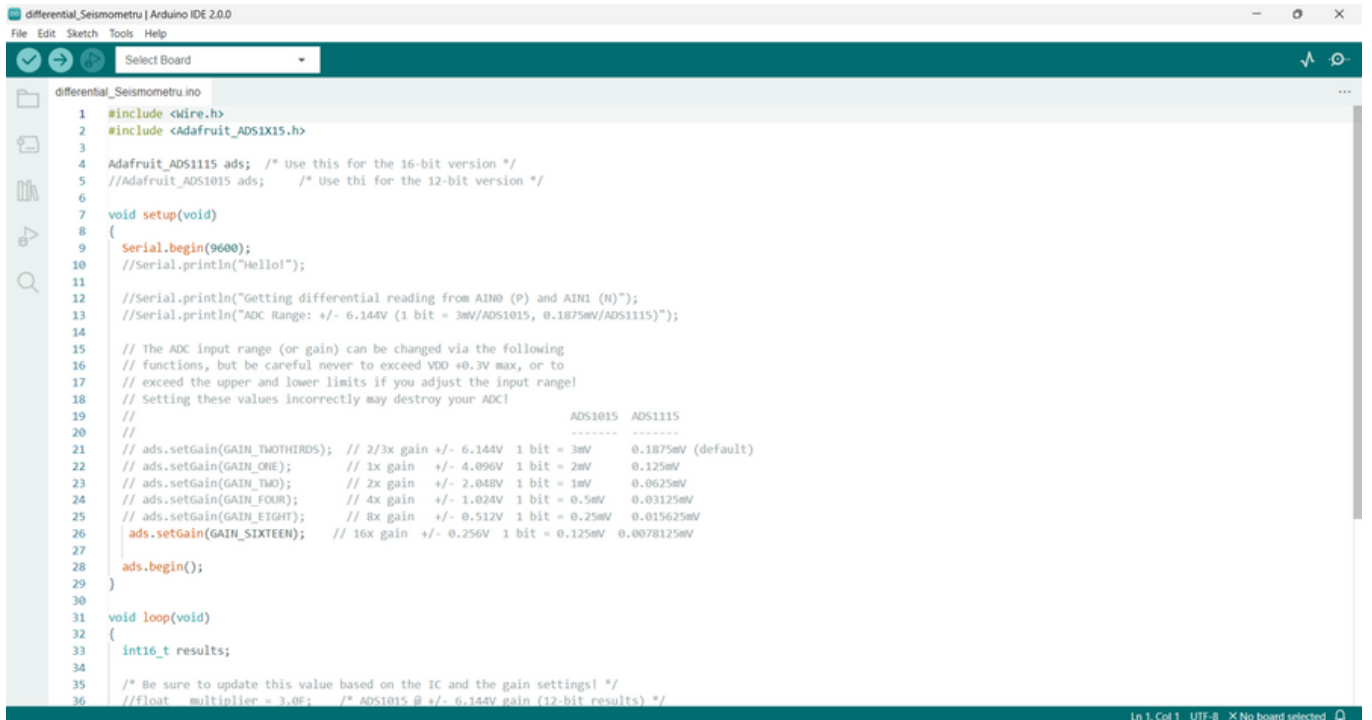 differential_Seismometru | Arduino IDE 2.0.0
File Edit Sketch Tools Help
Select Board
differential_Seismometru.ino
1 #include <Wire.h>
2 #include <Adafruit_ADS1X15.h>
3
4 Adafruit_ADS1115 ads; /* Use this for the 16-bit version */
5 //Adafruit_ADS1015 ads; /* Use thi for the 12-bit version */
6
7 void setup(void)
8 {
9 Serial.begin(9600);
10 //Serial.println("Hello!");
11
12 //Serial.println("Getting differential reading from AIN0 (P) and AIN1 (N)");
13 //Serial.println("ADC Range: +/- 6.144V (1 bit = 3mV/ADS1015, 0.1875mV/ADS1115)");
14
15 // The ADC input range (or gain) can be changed via the following
16 // functions, but be careful never to exceed VDD +0.3V max, or to
17 // exceed the upper and lower limits if you adjust the input range!
18 // Setting these values incorrectly may destroy your ADC!
19 // ADS1015 ADS1115
20 // ------- -------
21 // ads.setGain(GAIN_TWOTHIRDS); // 2/3x gain +/- 6.144V 1 bit = 3mV 0.1875mV (default)
22 // ads.setGain(GAIN_ONE); // 1x gain +/- 4.096V 1 bit = 2mV 0.125mV
23 // ads.setGain(GAIN_TWO); // 2x gain +/- 2.048V 1 bit = 1mV 0.0625mV
24 // ads.setGain(GAIN_FOUR); // 4x gain +/- 1.024V 1 bit = 0.5mV 0.03125mV
25 // ads.setGain(GAIN_EIGHT); // 8x gain +/- 0.512V 1 bit = 0.25mV 0.015625mV
26 ads.setGain(GAIN_SIXTEEN); // 16x gain +/- 0.256V 1 bit = 0.125mV 0.0078125mV
27
28 ads.begin();
29 }
30
31 void loop(void)
32 {
33 int16_t results;
34
35 /* Be sure to update this value based on the IC and the gain settings! */
36 //float multiplier = 3.0F; /* ADS1015 @ +/- 6.144V gain (12-bit results) */
Ln 1, Col 1 UTF-8 No board selected